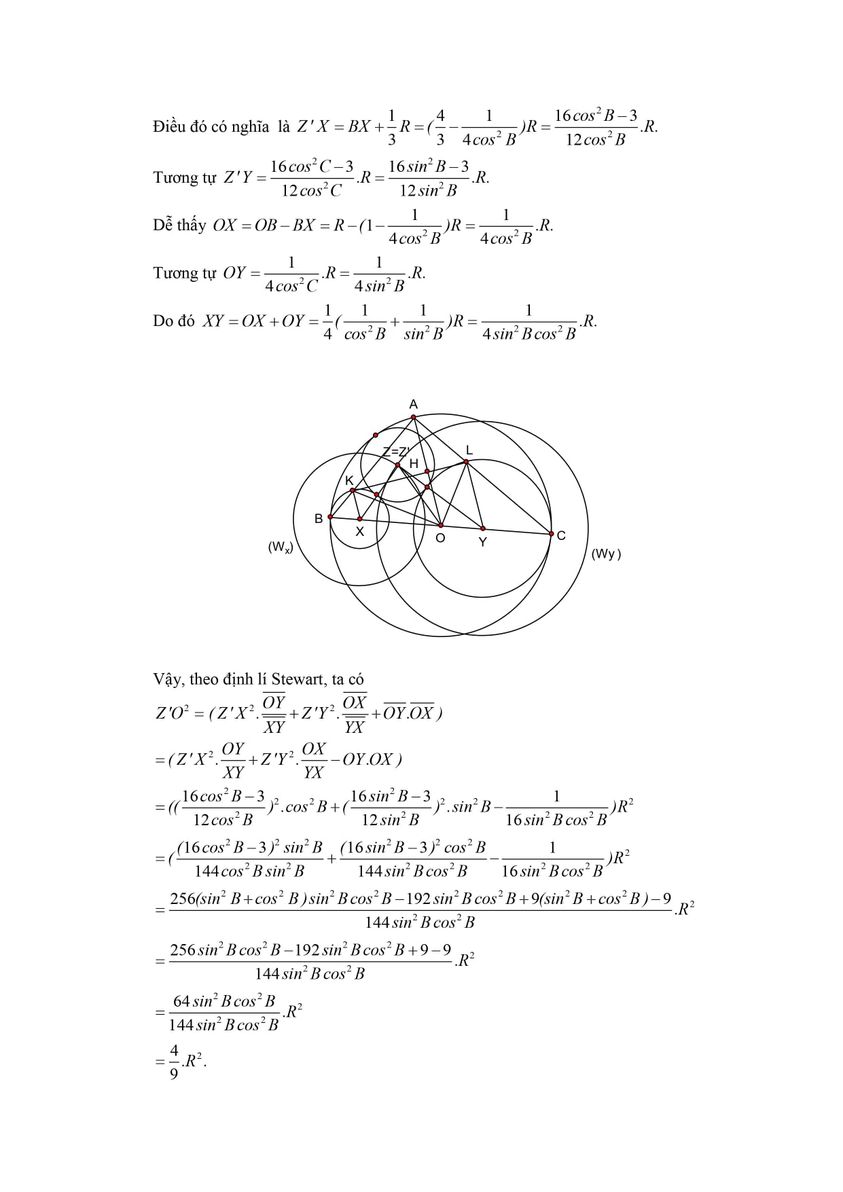 Điều đó có nghĩa là Z'X = BX + \frac{1}{3}R = (\frac{4}{3} - \frac{1}{4cos^2 B})R = \frac{16cos^2 B - 3}{12cos^2 B}.R.
Tương tự Z'Y = \frac{16cos^2 C - 3}{12cos^2 C}.R = \frac{16sin^2 B - 3}{12sin^2 B}.R.
Dễ thấy OX = OB - BX = R - (1 - \frac{1}{4cos^2 B})R = \frac{1}{4cos^2 B}.R.
Tương tự OY = \frac{1}{4cos^2 C}.R = \frac{1}{4sin^2 B}.R.
Do đó XY = OX + OY = \frac{1}{4}(\frac{1}{cos^2 B} + \frac{1}{sin^2 B})R = \frac{1}{4sin^2 B cos^2 B}.R.
A
Z=Z'
H
L
K
B
X
O
Y
C
(W_x)
(Wy)
Vậy, theo định lí Stewart, ta có
Z'O^2 = (Z'X^2.\frac{\overline{OY}}{\overline{XY}} + Z'Y^2.\frac{\overline{OX}}{\overline{YX}} + \overline{OY}.\overline{OX})
= (Z'X^2.\frac{OY}{XY} + Z'Y^2.\frac{OX}{YX} - OY.OX)
= ((\frac{16cos^2 B - 3}{12cos^2 B})^2.cos^2 B + (\frac{16sin^2 B - 3}{12sin^2 B})^2.sin^2 B - \frac{1}{16sin^2 B cos^2 B})R^2
= (\frac{(16cos^2 B - 3)^2 sin^2 B}{144cos^2 B sin^2 B} + \frac{(16sin^2 B - 3)^2 cos^2 B}{144sin^2 B cos^2 B} - \frac{1}{16sin^2 B cos^2 B})R^2
= \frac{256(sin^2 B + cos^2 B)sin^2 B cos^2 B - 192sin^2 B cos^2 B + 9(sin^2 B + cos^2 B) - 9}{144sin^2 B cos^2 B}.R^2
= \frac{256sin^2 B cos^2 B - 192sin^2 B cos^2 B + 9 - 9}{144sin^2 B cos^2 B}.R^2
= \frac{64sin^2 B cos^2 B}{144sin^2 B cos^2 B}.R^2
= \frac{4}{9}.R^2.